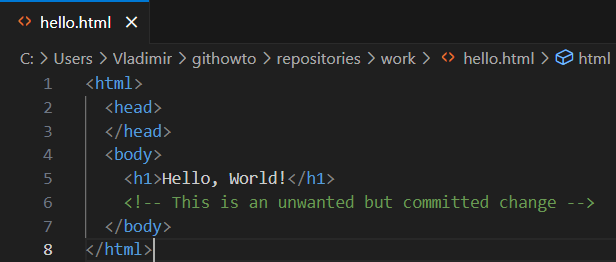 hello.html
C: > Users > Vladimir > githowto > repositories > work > hello.html > html
1 <html>
2 <head>
3 </head>
4 <body>
5 <h1>Hello, World!</h1>
6 <!-- This is an unwanted but committed change -->
7 </body>
8 </html>